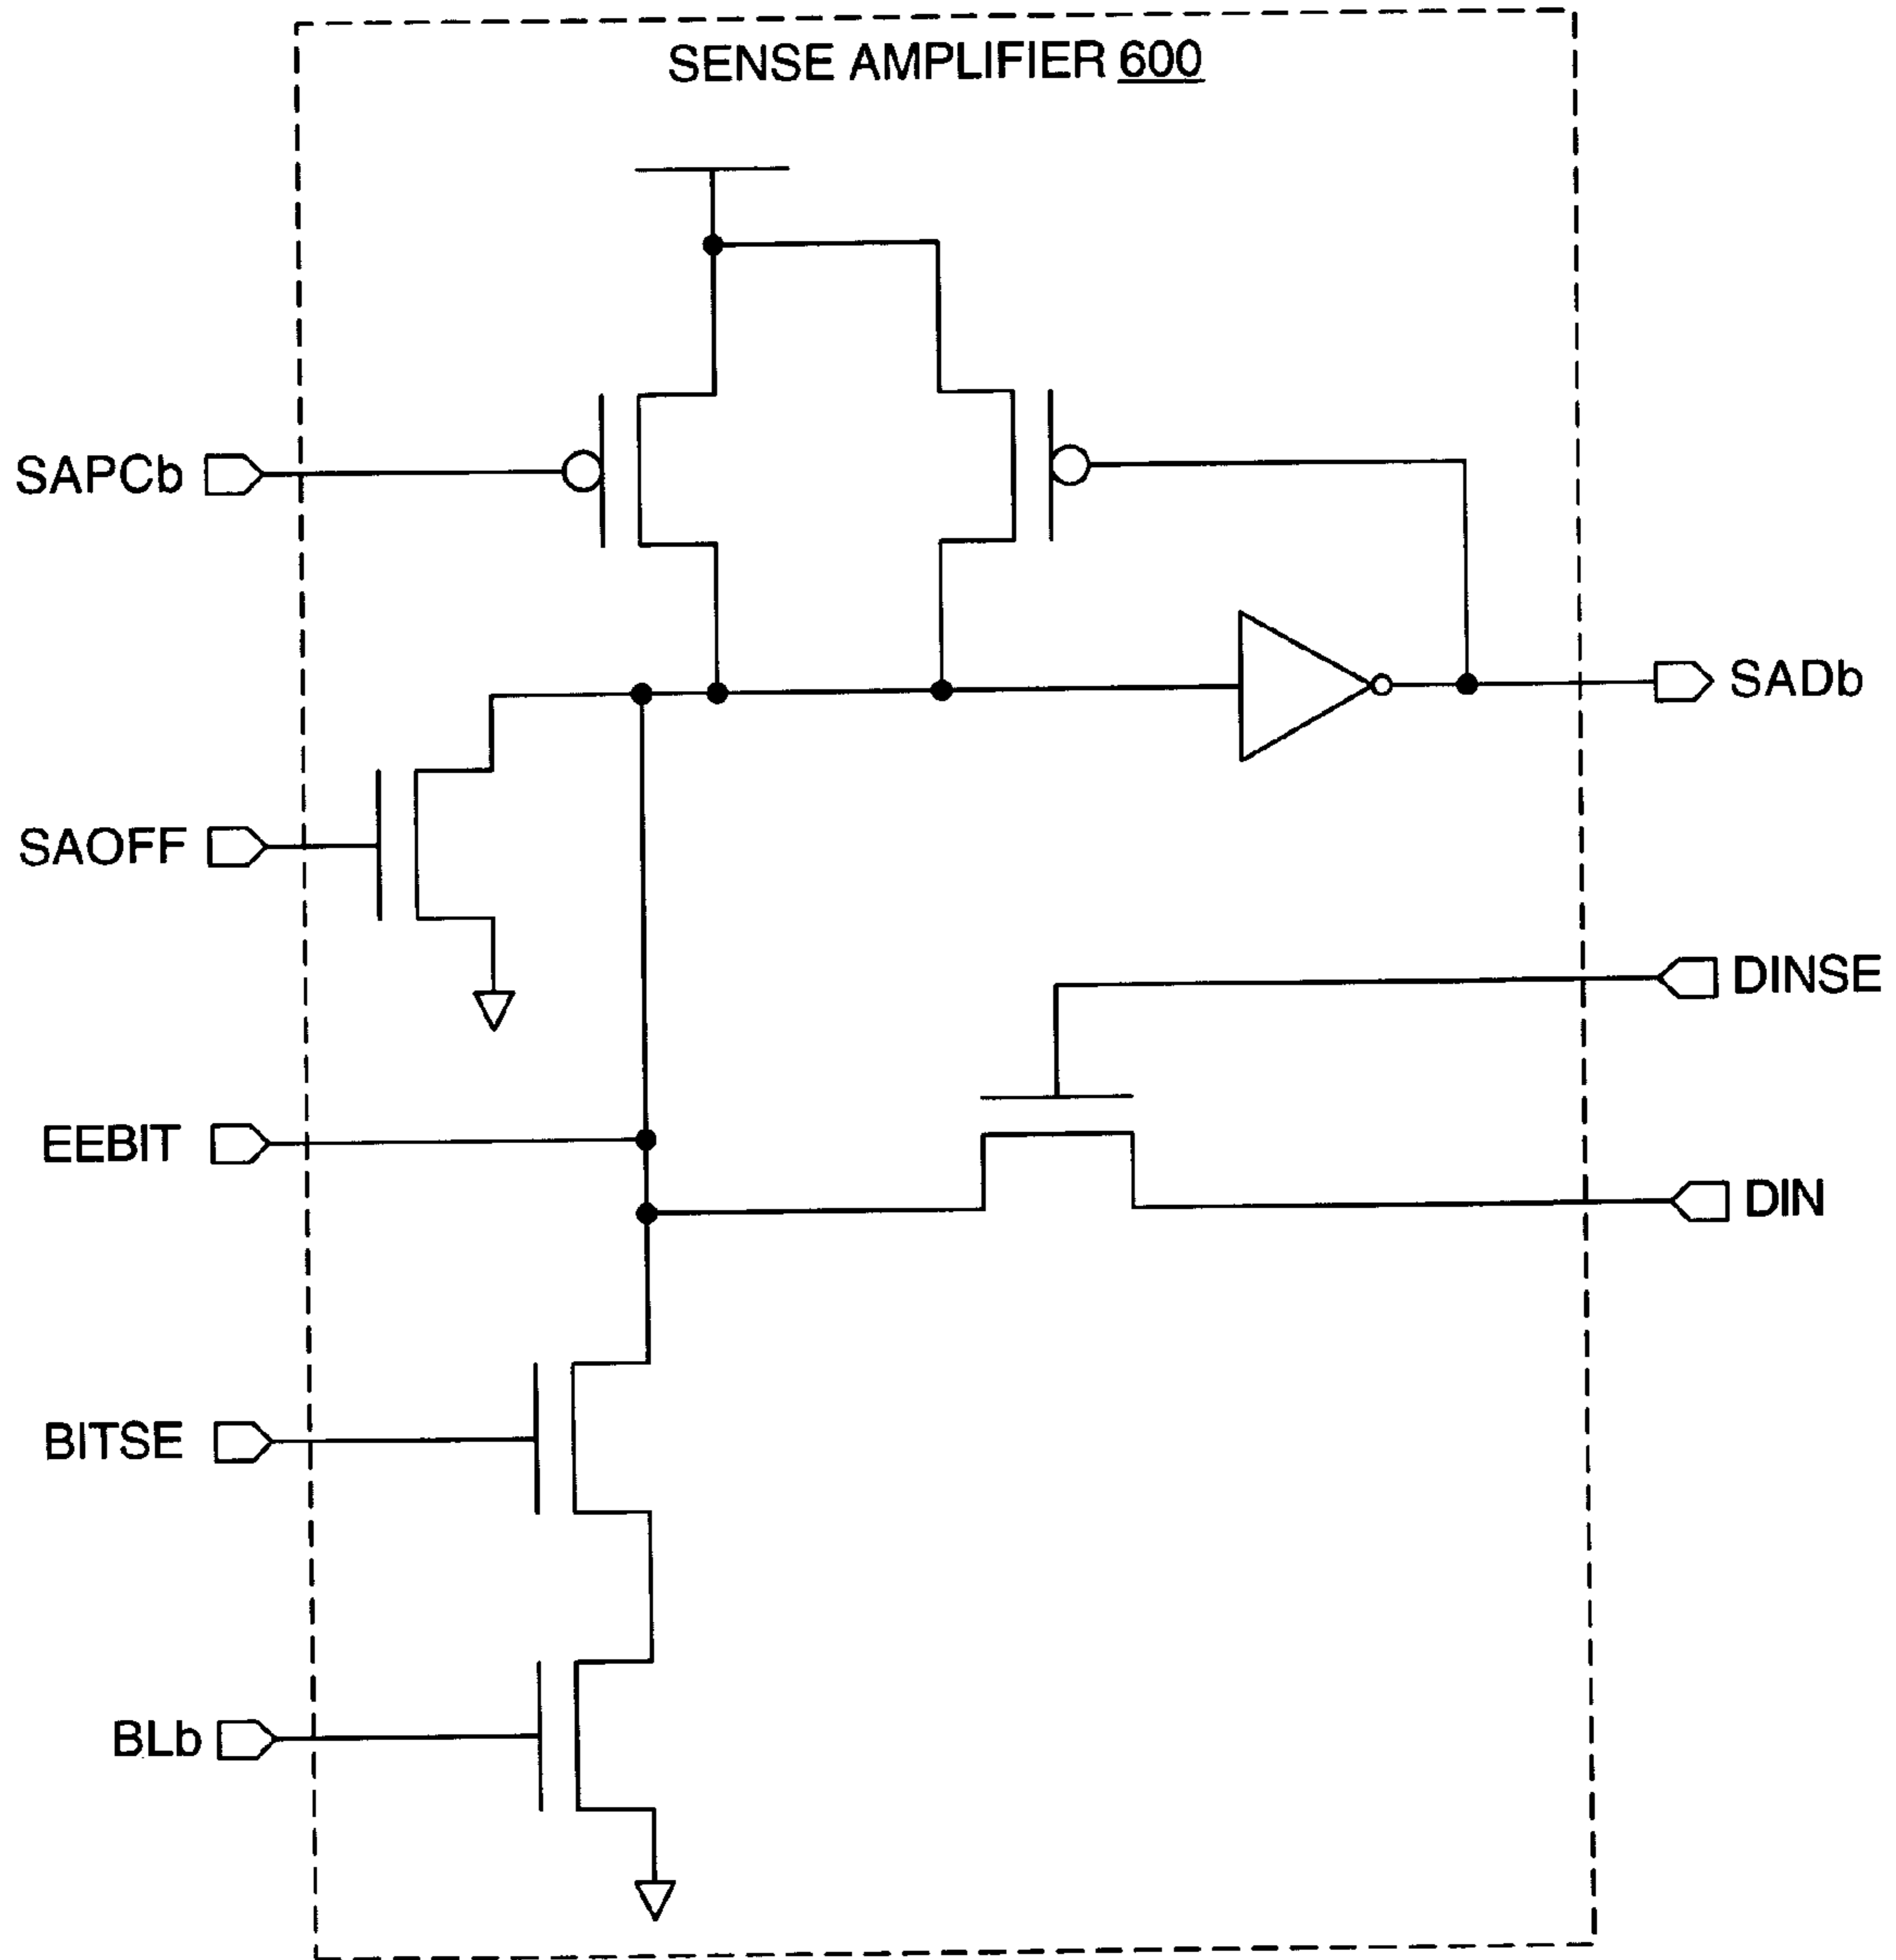 SENSE AMPLIFIER 600
SAPCb
SADb
SAOFF
DINSE
EEBIT
DIN
BITSE
BLb